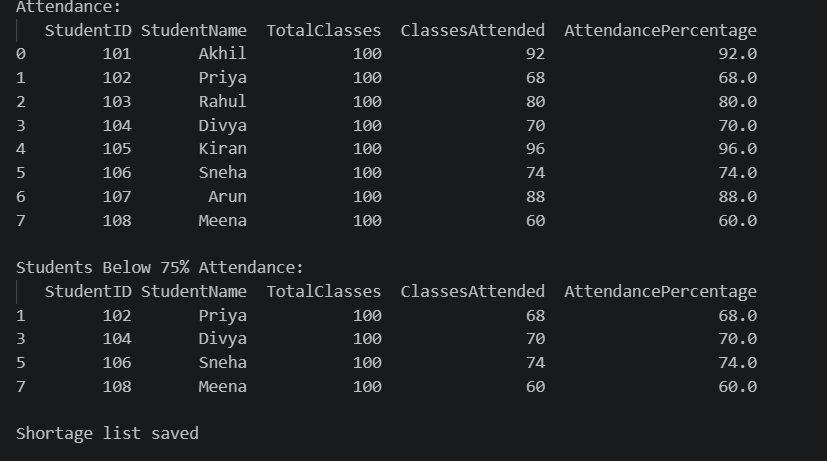 Attendance:
StudentID StudentName TotalClasses ClassesAttended AttendancePercentage
0 101 Akhil 100 92 92.0
1 102 Priya 100 68 68.0
2 103 Rahul 100 80 80.0
3 104 Divya 100 70 70.0
4 105 Kiran 100 96 96.0
5 106 Sneha 100 74 74.0
6 107 Arun 100 88 88.0
7 108 Meena 100 60 60.0
Students Below 75% Attendance:
StudentID StudentName TotalClasses ClassesAttended AttendancePercentage
1 102 Priya 100 68 68.0
3 104 Divya 100 70 70.0
5 106 Sneha 100 74 74.0
7 108 Meena 100 60 60.0
Shortage list saved